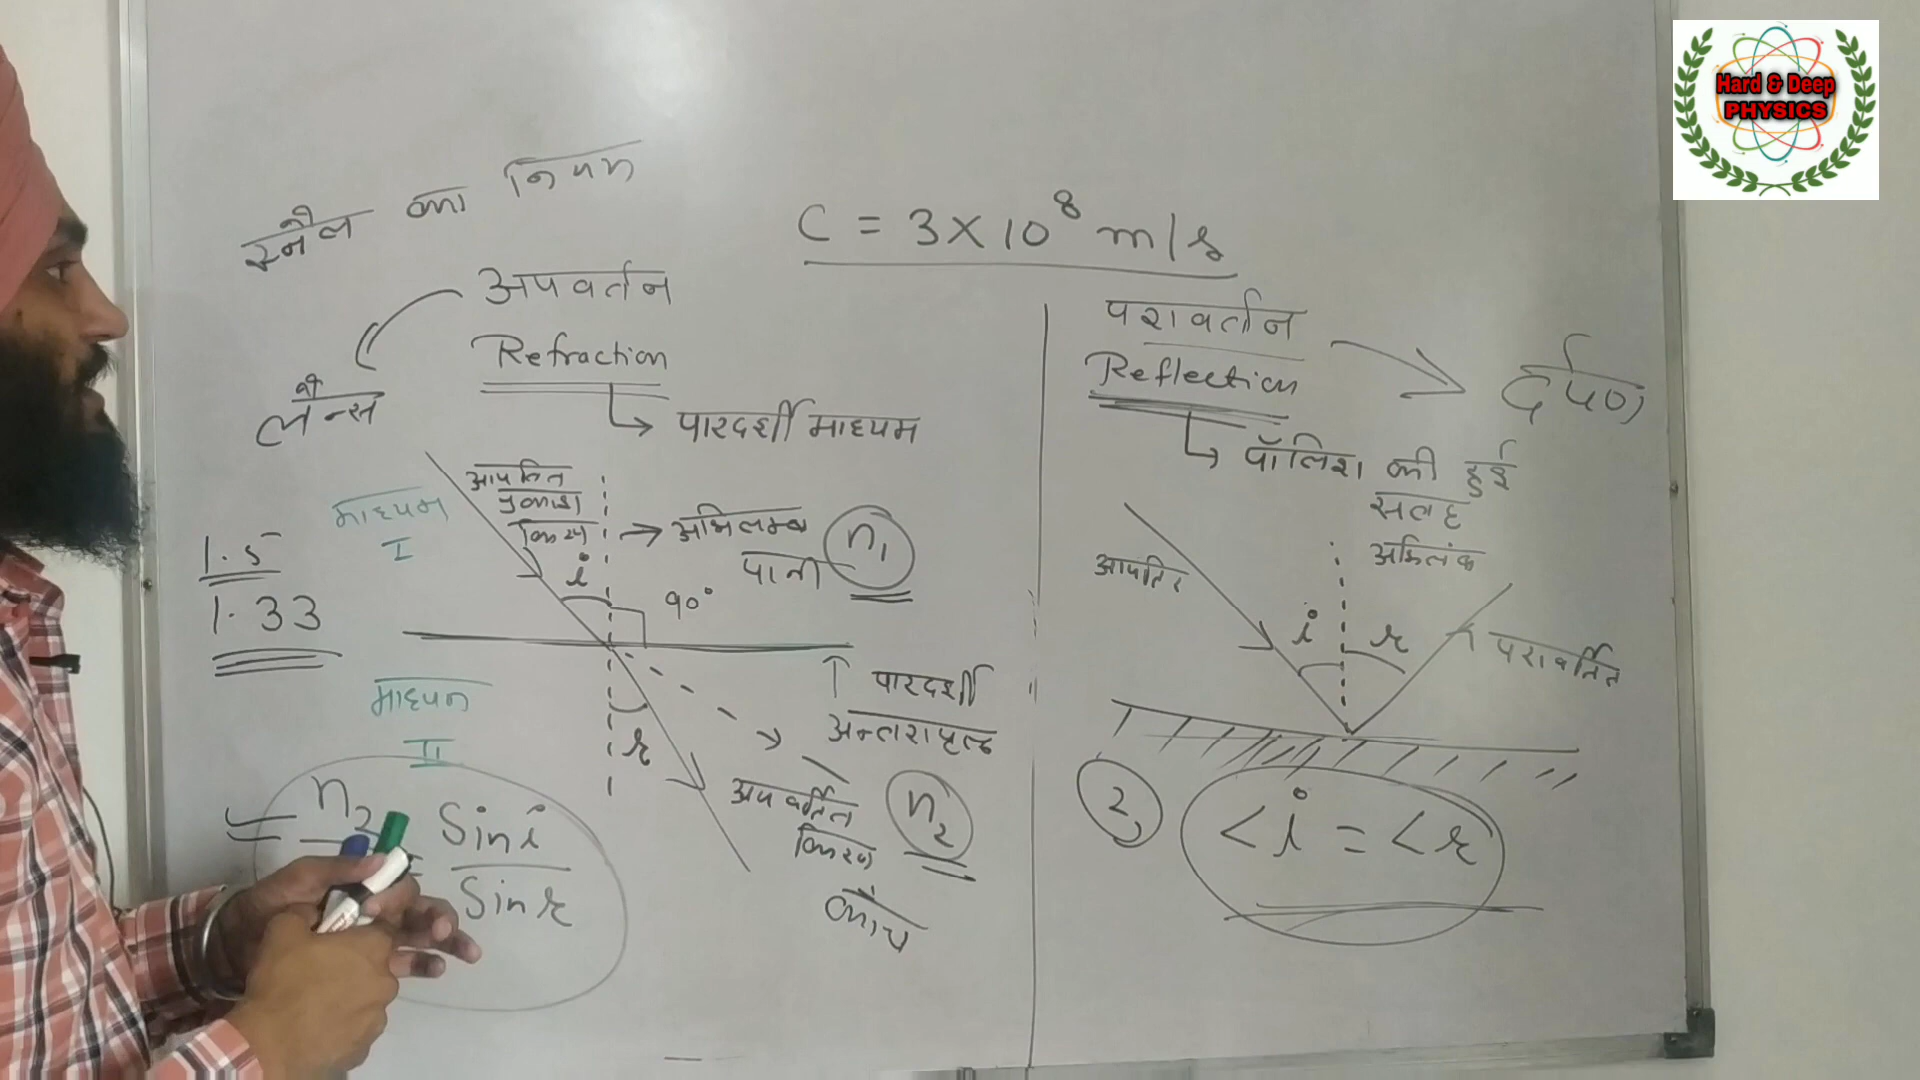 Hard & Deep
PHYSICS
स्नैल का नियम
C = 3 × 10⁸ m/s
अपवर्तन
Refraction
लैन्स
पारदर्शी माध्यम
आपतित
प्रकाश
किरण
अभिलम्ब
माध्यम
I
पानी
n₁
1.5
1.33
i
90°
माध्यम
II
पारदर्शी
अन्तरापृष्ठ
r
अपवर्तित
किरण
n₂
काँच
n₂
= Sin i
Sin r
परावर्तन
Reflection
दर्पण
पॉलिश की हुई
सतह
अभिलंब
आपतित
i
r
परावर्तित
2,
<i = <r